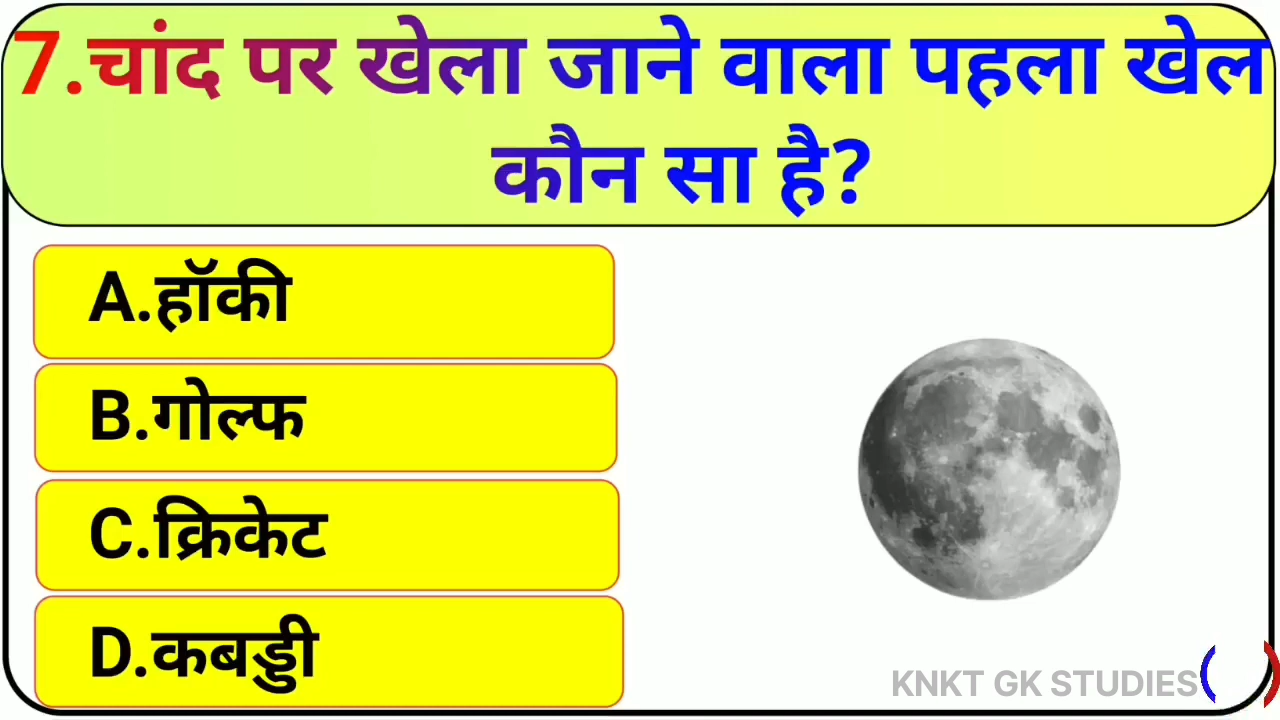 7.चांद पर खेला जाने वाला पहला खेल
कौन सा है?
A.हॉकी
B.गोल्फ
C.क्रिकेट
D.कबड्डी
KNKT GK STUDIES